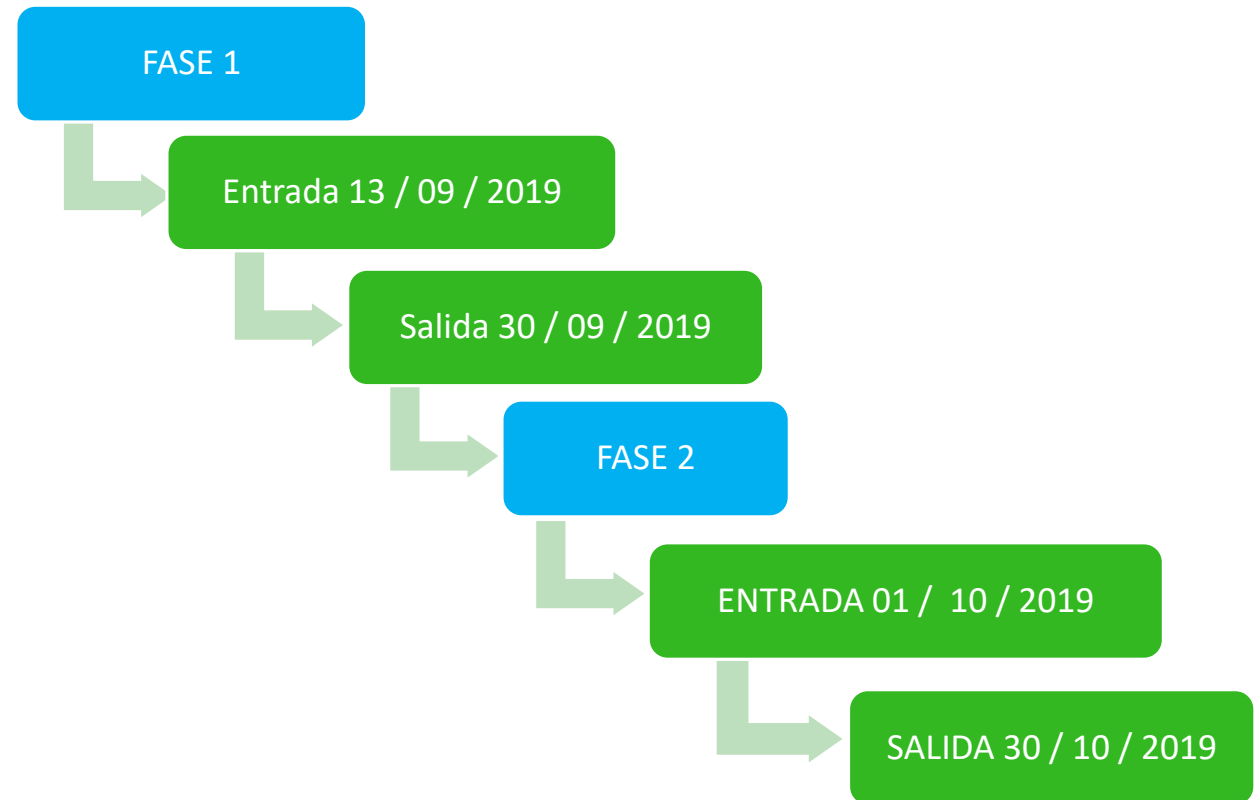 FASE 1
Entrada 13 / 09 / 2019
Salida 30 / 09 / 2019
FASE 2
ENTRADA 01 /  10 / 2019
SALIDA 30 / 10 / 2019